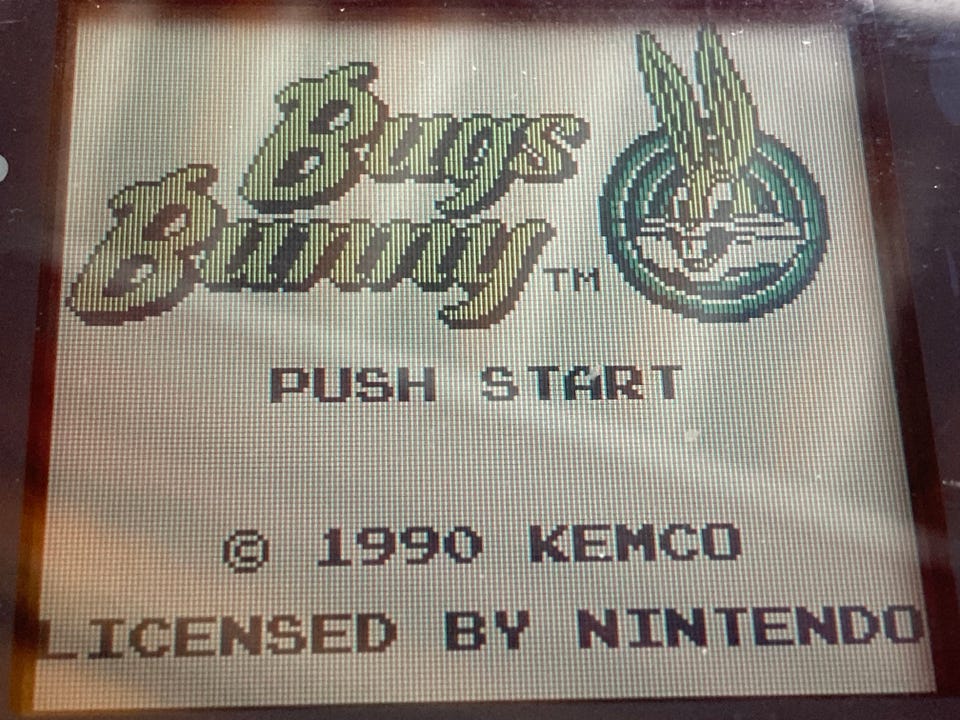 Bugs
Bunny TM
PUSH START
© 1990 KEMCO
LICENSED BY NINTENDO